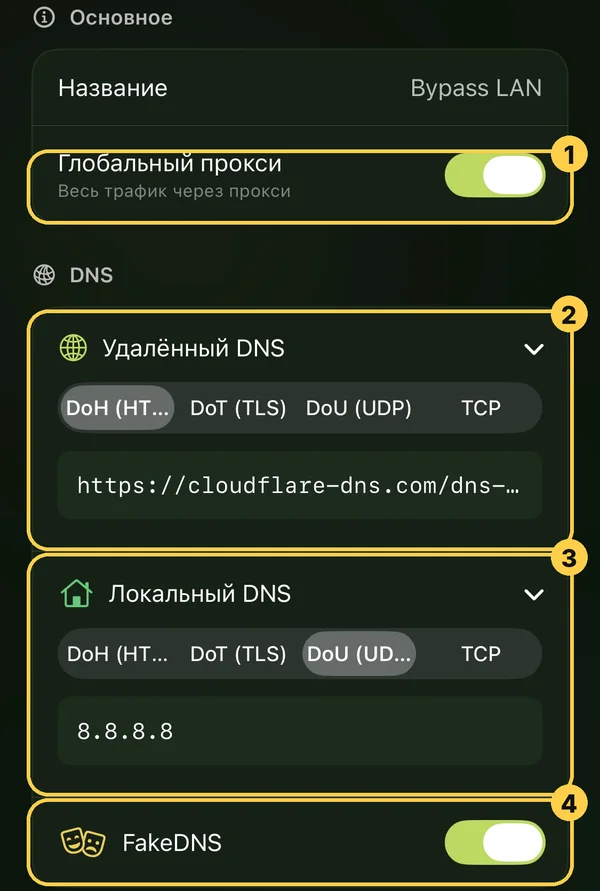 Основное
Название Bypass LAN
1
Глобальный прокси
Весь трафик через прокси
DNS
2
Удалённый DNS
DoH (HT... DoT (TLS) DoU (UDP) TCP
https://cloudflare-dns.com/dns-...
3
Локальный DNS
DoH (HT... DoT (TLS) DoU (UD... TCP
8.8.8.8
4
FakeDNS